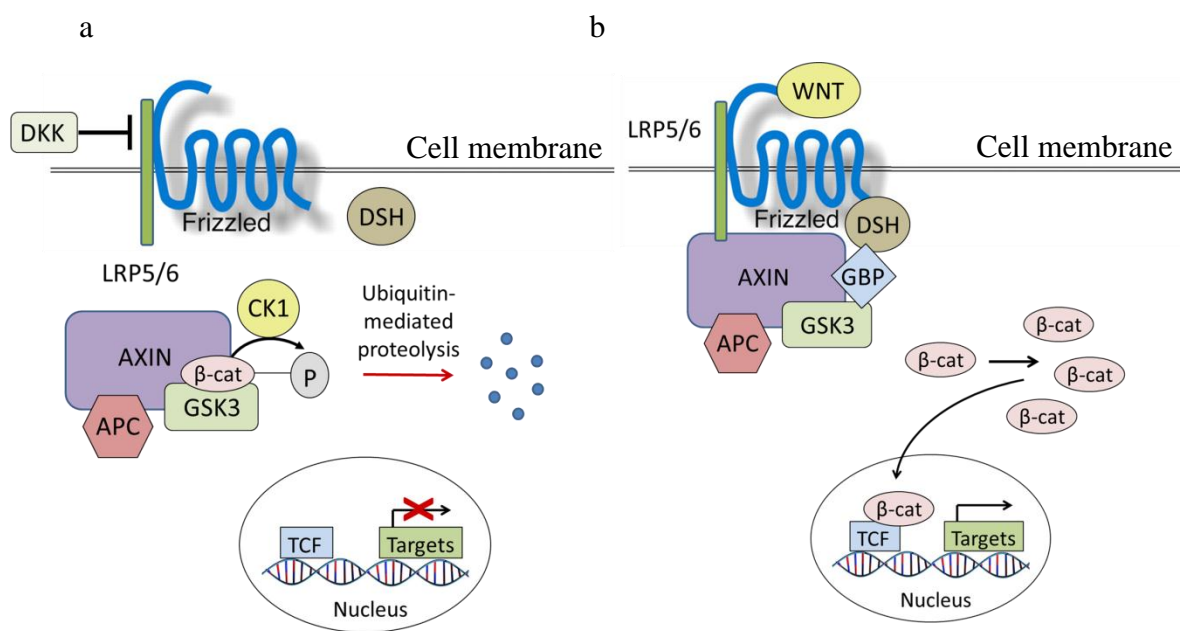 a
DKK
Cell membrane
Frizzled
DSH
LRP5/6
CK1
AXIN
β-cat
P
GSK3
APC
Ubiquitin-
mediated
proteolysis
TCF
Targets
Nucleus
b
WNT
LRP5/6
Cell membrane
Frizzled
DSH
AXIN
GBP
GSK3
APC
β-cat
β-cat
β-cat
β-cat
β-cat
TCF
Targets
Nucleus